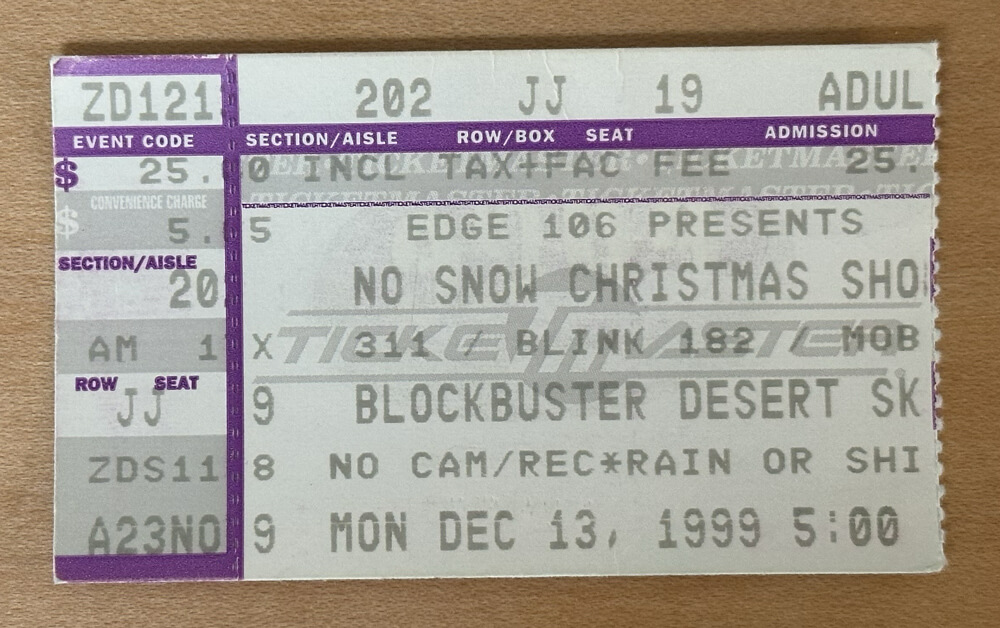 ZD121 202 JJ 19 ADUL
EVENT CODE SECTION/AISLE ROW/BOX SEAT ADMISSION
$ 25. 0 INCL TAX+FAC FEE 25.
CONVENIENCE CHARGE
$ 5. 5 EDGE 106 PRESENTS
SECTION/AISLE
20 NO SNOW CHRISTMAS SHO
TICKETMASTER
AM 1 X 311 / BLINK 182 / MOB
ROW SEAT
JJ 9 BLOCKBUSTER DESERT SK
ZDS11 8 NO CAM/REC*RAIN OR SHI
A23NO 9 MON DEC 13, 1999 5:00